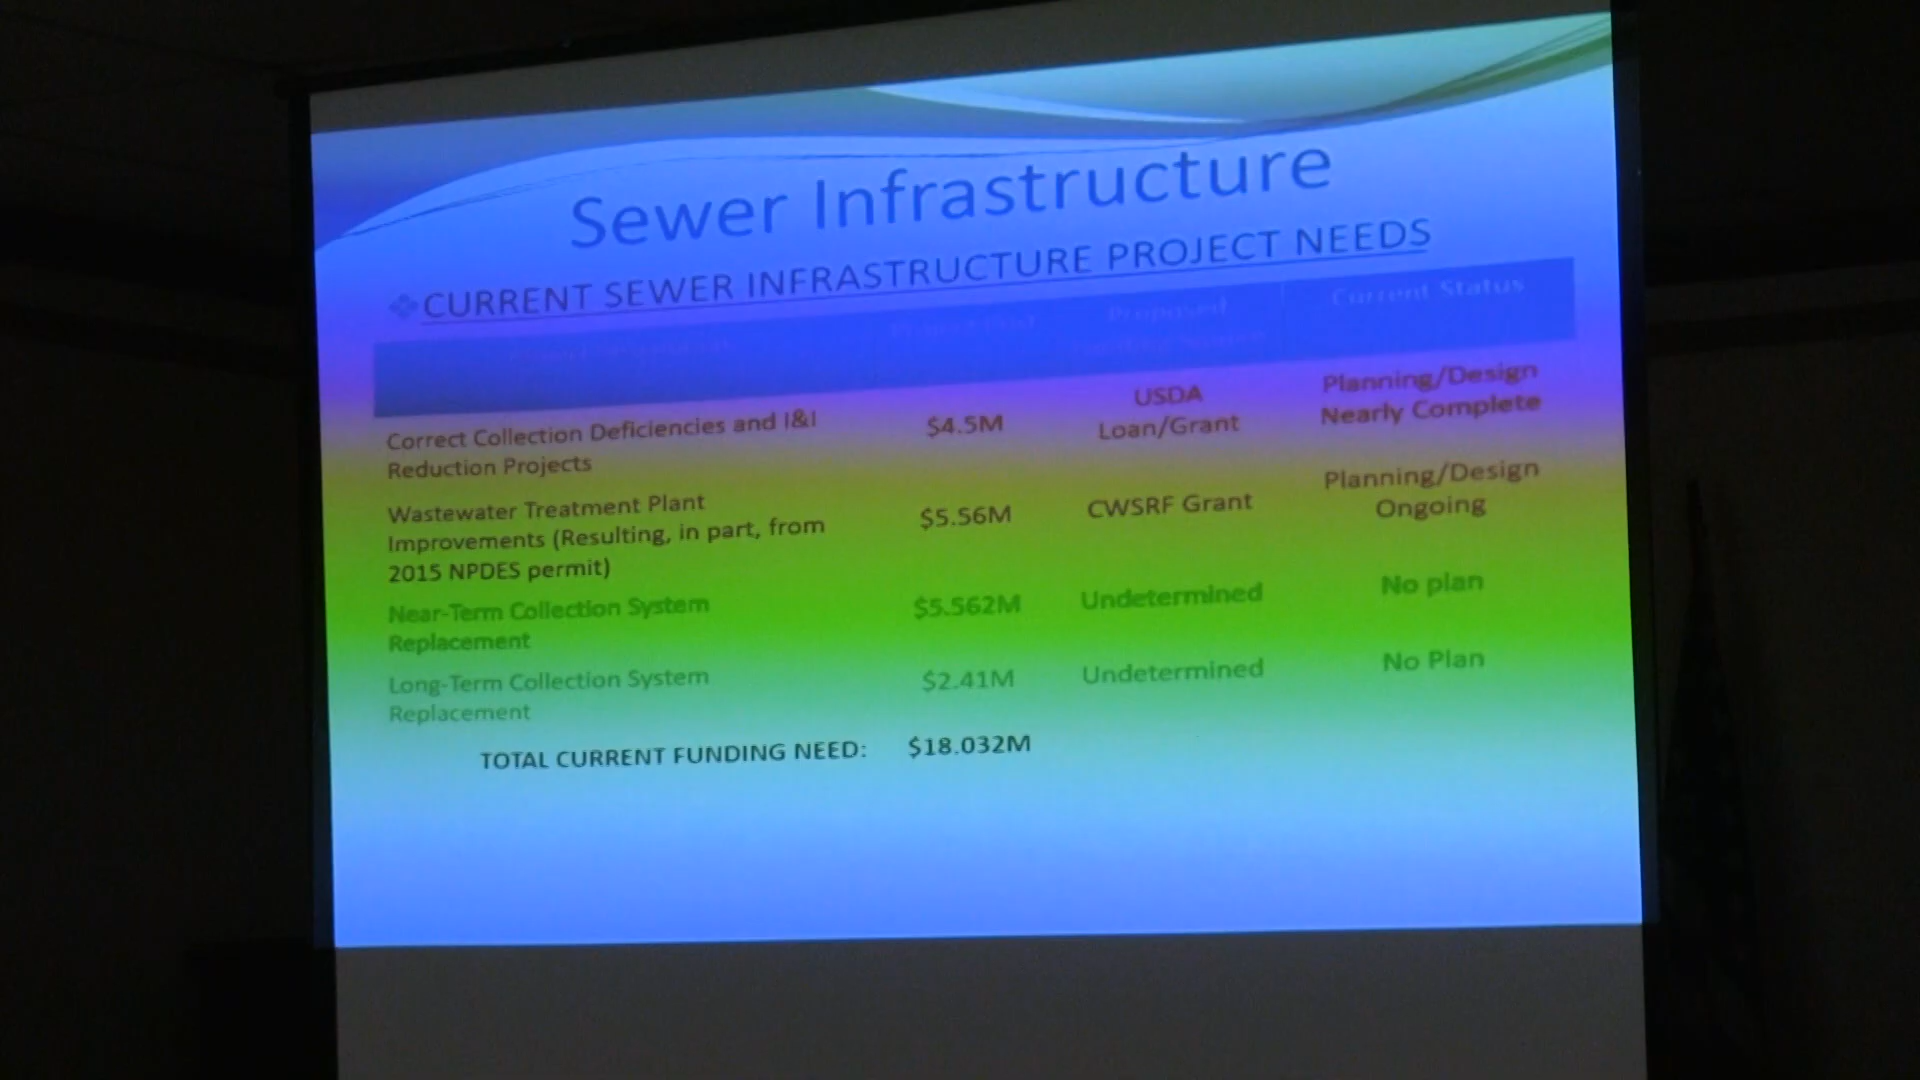 Sewer Infrastructure
CURRENT SEWER INFRASTRUCTURE PROJECT NEEDS
Proposed
Current Status
Correct Collection Deficiencies and I&I
Reduction Projects
$4.5M
USDA
Loan/Grant
Planning/Design
Nearly Complete
Wastewater Treatment Plant
Improvements (Resulting, in part, from
2015 NPDES permit)
$5.56M
CWSRF Grant
Planning/Design
Ongoing
Near-Term Collection System
Replacement
$5.562M
Undetermined
No plan
Long-Term Collection System
Replacement
$2.41M
Undetermined
No Plan
TOTAL CURRENT FUNDING NEED: $18.032M